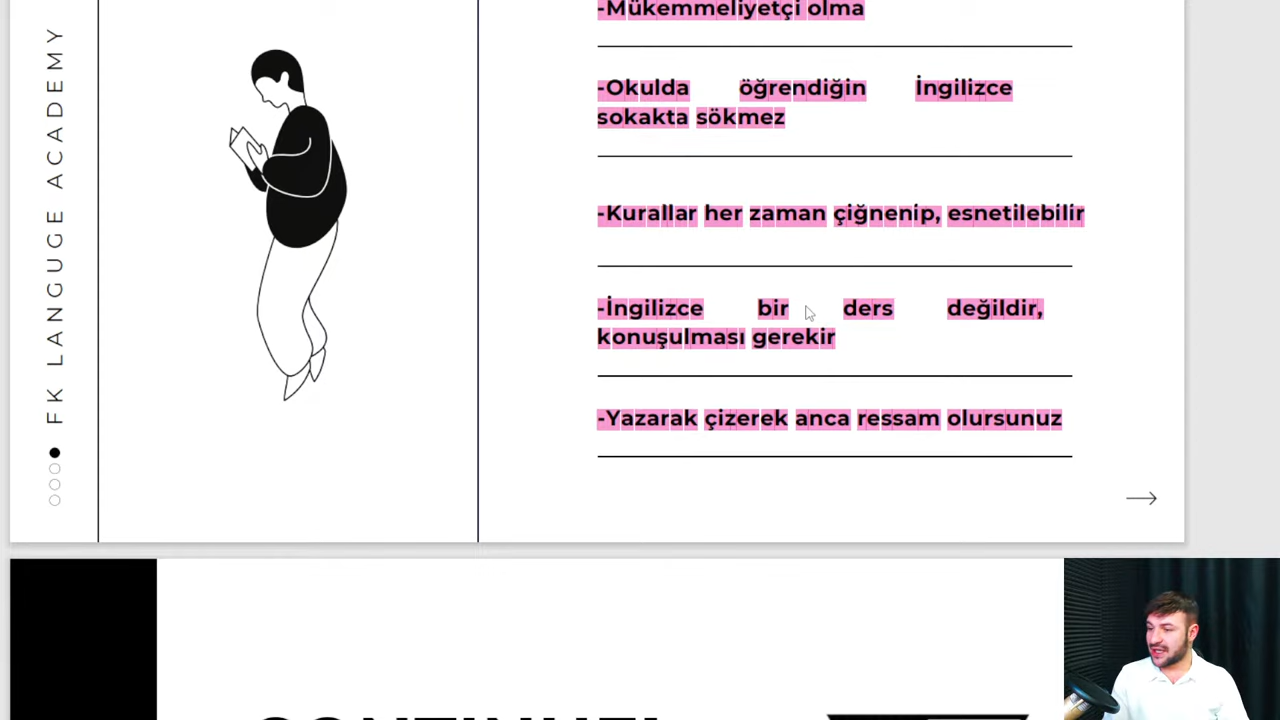 FK LANGUGE ACADEMY
-Mükemmeliyetçi olma
-Okulda öğrendiğin İngilizce
sokakta sökmez
-Kurallar her zaman çiğnenip, esnetilebilir
-İngilizce bir ders değildir,
konuşulması gerekir
-Yazarak çizerek anca ressam olursunuz